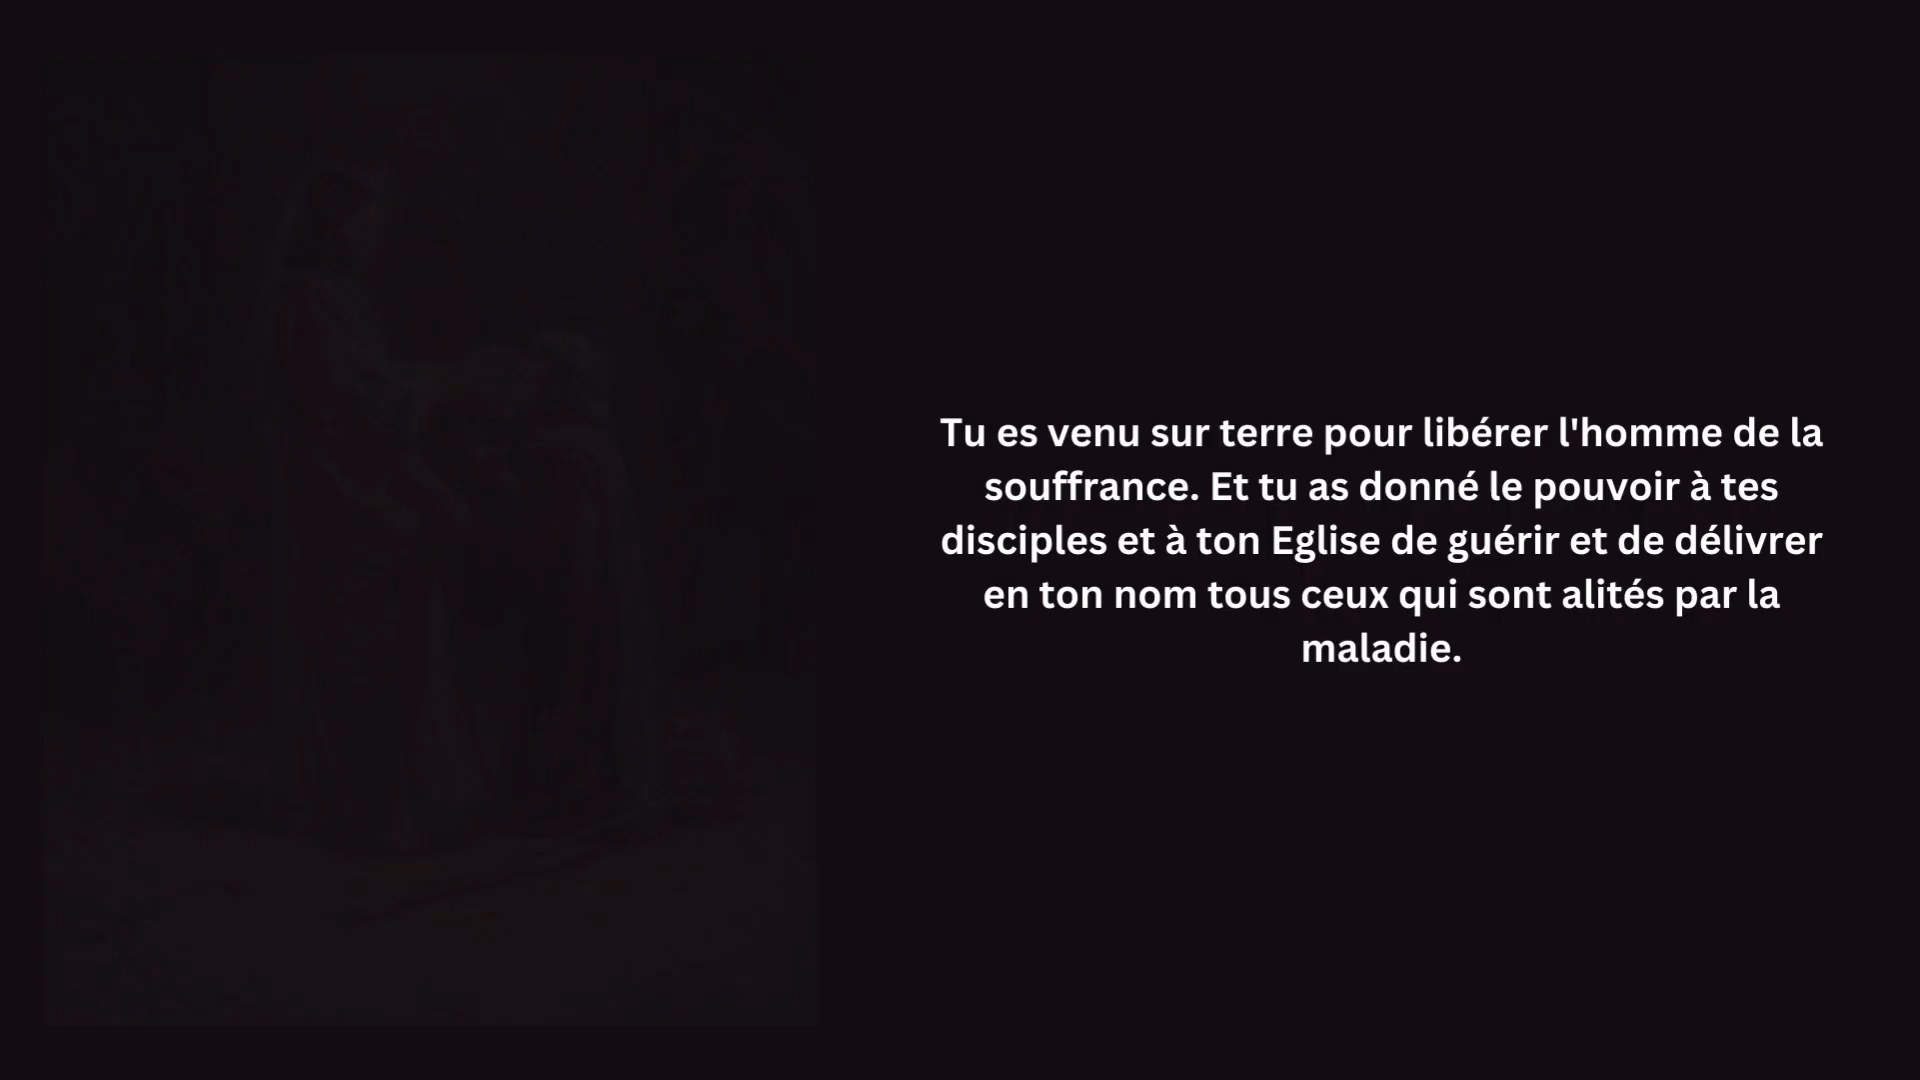 Tu es venu sur terre pour libérer l'homme de la
souffrance. Et tu as donné le pouvoir à tes
disciples et à ton Eglise de guérir et de délivrer
en ton nom tous ceux qui sont alités par la
maladie.